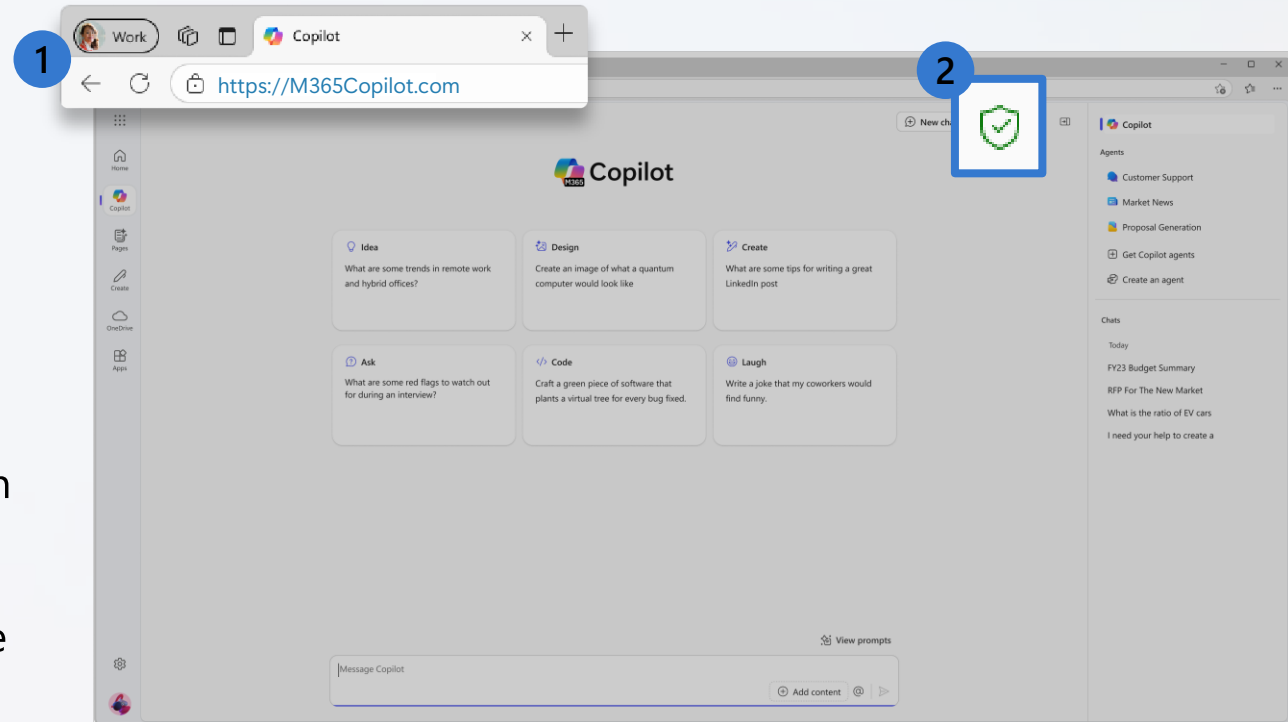 1
Work
Copilot
https://M365Copilot.com
2
New ch
M365 Copilot
Home
Copilot
Pages
Create
OneDrive
Apps
Idea
What are some trends in remote work
and hybrid offices?
Design
Create an image of what a quantum
computer would look like
Create
What are some tips for writing a great
LinkedIn post
Ask
What are some red flags to watch out
for during an interview?
Code
Craft a green piece of software that
plants a virtual tree for every bug fixed.
Laugh
Write a joke that my coworkers would
find funny.
View prompts
Message Copilot
Add content
Copilot
Agents
Customer Support
Market News
Proposal Generation
Get Copilot agents
Create an agent
Chats
Today
FY23 Budget Summary
RFP For The New Market
What is the ratio of EV cars
I need your help to create a
n
e